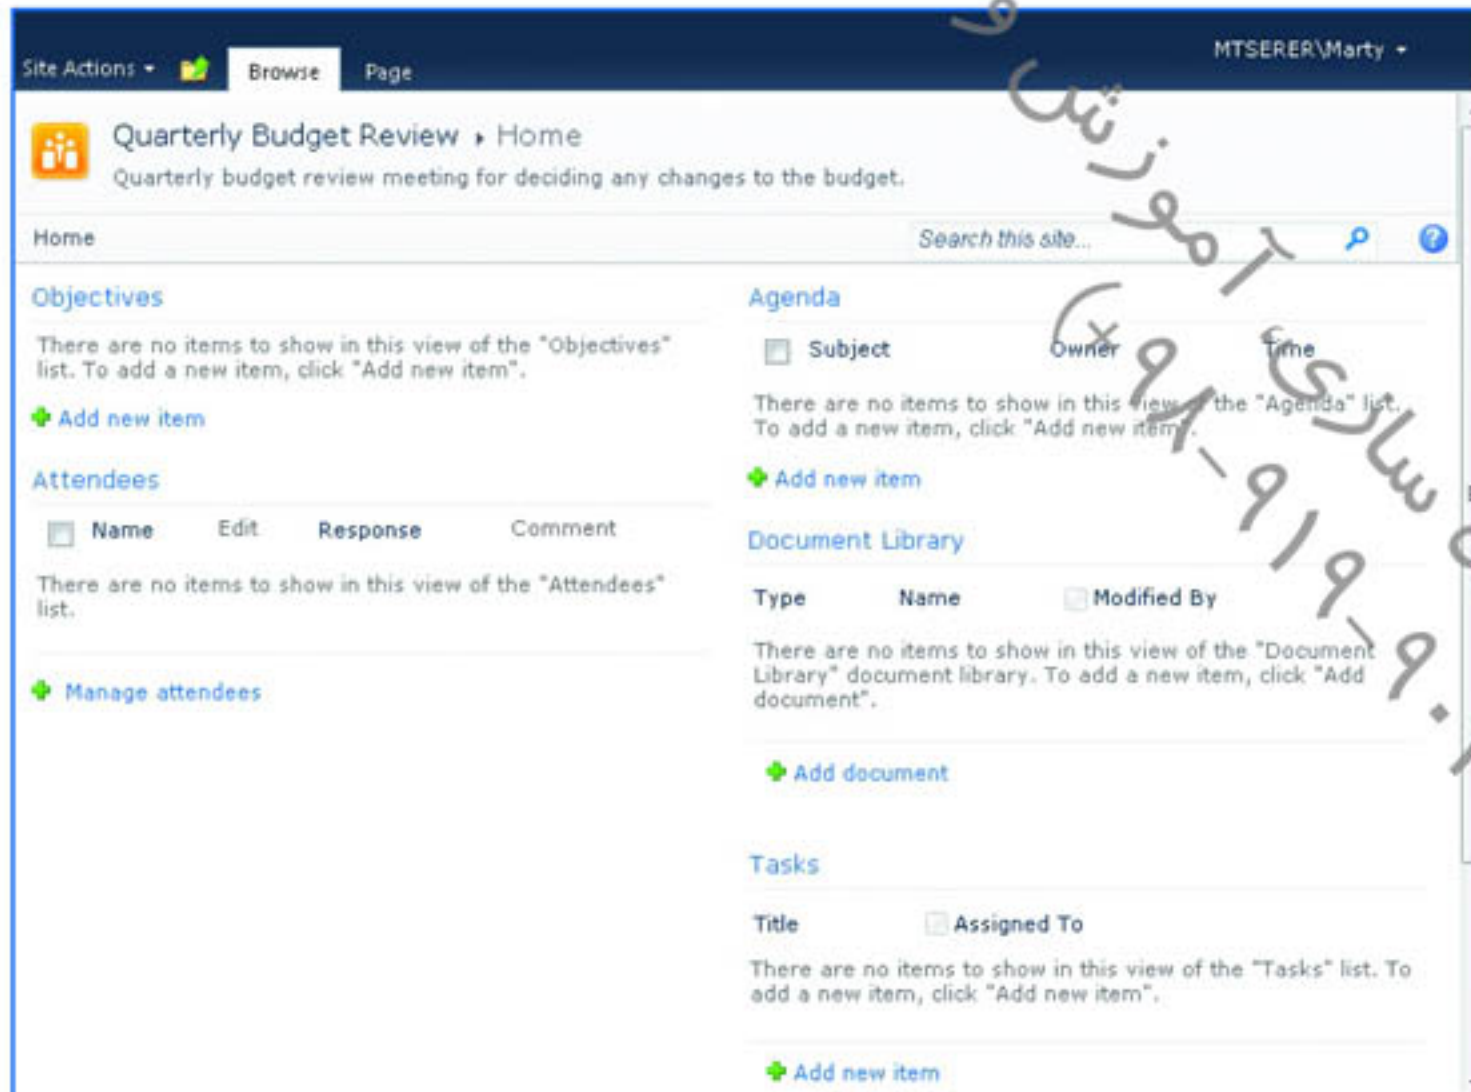 MTSERER\Marty
Site Actions
Browse
Page
Quarterly Budget Review ▸ Home
Quarterly budget review meeting for deciding any changes to the budget.
Home
Search this site...
Objectives
There are no items to show in this view of the "Objectives"
list. To add a new item, click "Add new item".
Add new item
Attendees
Name Edit Response Comment
There are no items to show in this view of the "Attendees"
list.
Manage attendees
Agenda
Subject Owner Time
There are no items to show in this view of the "Agenda" list.
To add a new item, click "Add new item".
Add new item
Document Library
Type Name Modified By
There are no items to show in this view of the "Document
Library" document library. To add a new item, click "Add
document".
Add document
Tasks
Title Assigned To
There are no items to show in this view of the "Tasks" list. To
add a new item, click "Add new item".
Add new item
آموزش و
سازی